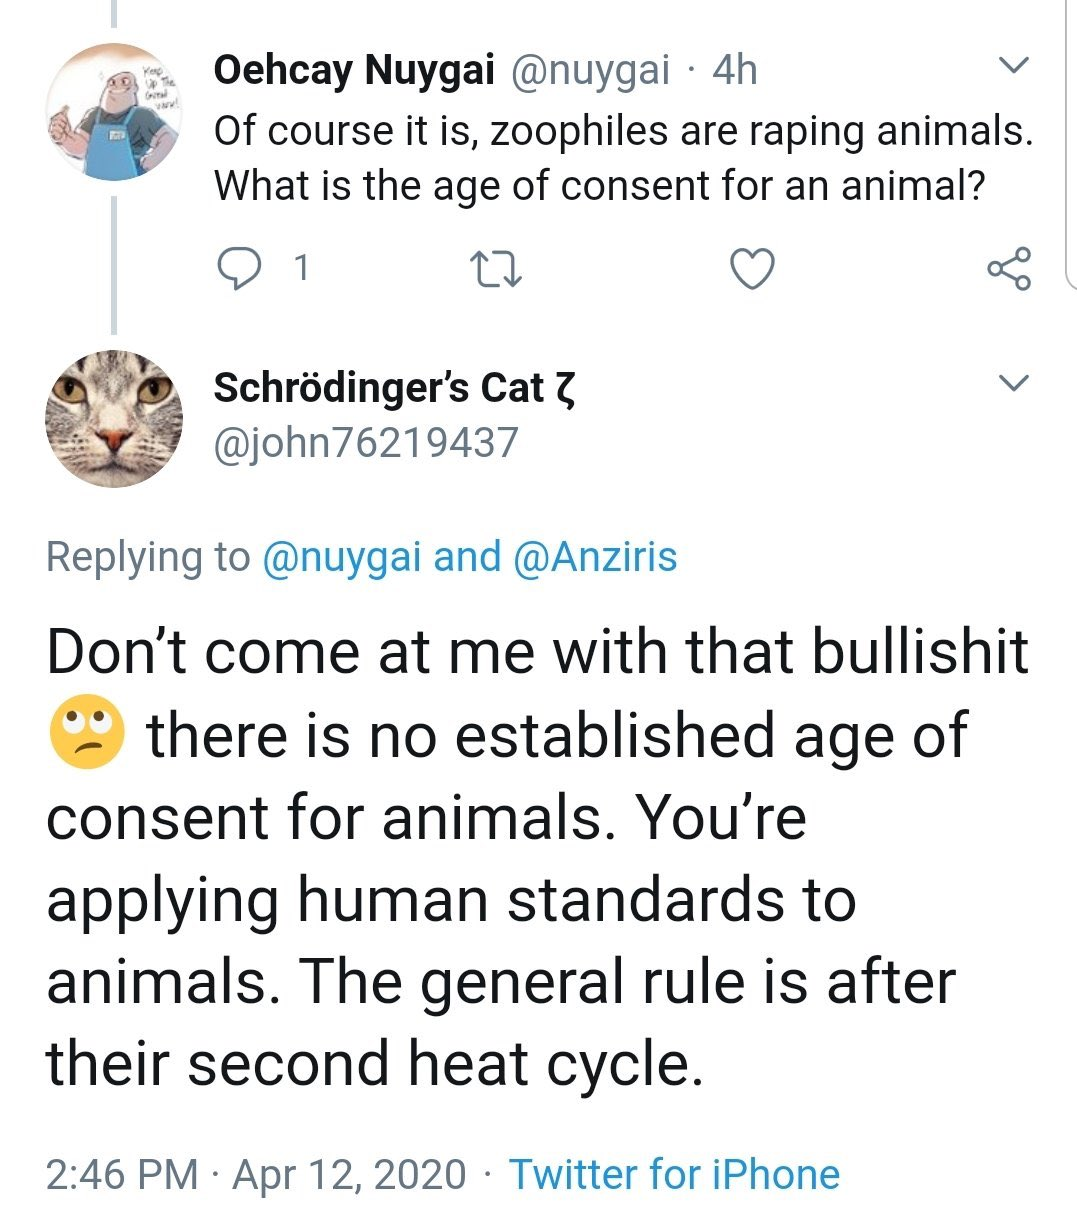 Keep
Up The
Great
work!
Oehcay Nuygai @nuygai · 4h
Of course it is, zoophiles are raping animals.
What is the age of consent for an animal?
1
Schrödinger’s Cat ζ
@john76219437
Replying to @nuygai and @Anziris
Don’t come at me with that bullishit
🙄 there is no established age of
consent for animals. You’re
applying human standards to
animals. The general rule is after
their second heat cycle.
2:46 PM · Apr 12, 2020 · Twitter for iPhone